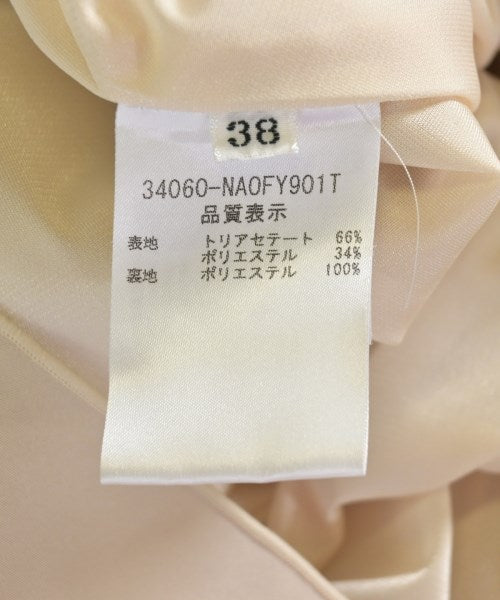 38
34060-NAOFY901T
品質表示
表地 トリアセテート 66%
ポリエステル 34%
裏地 ポリエステル 100%